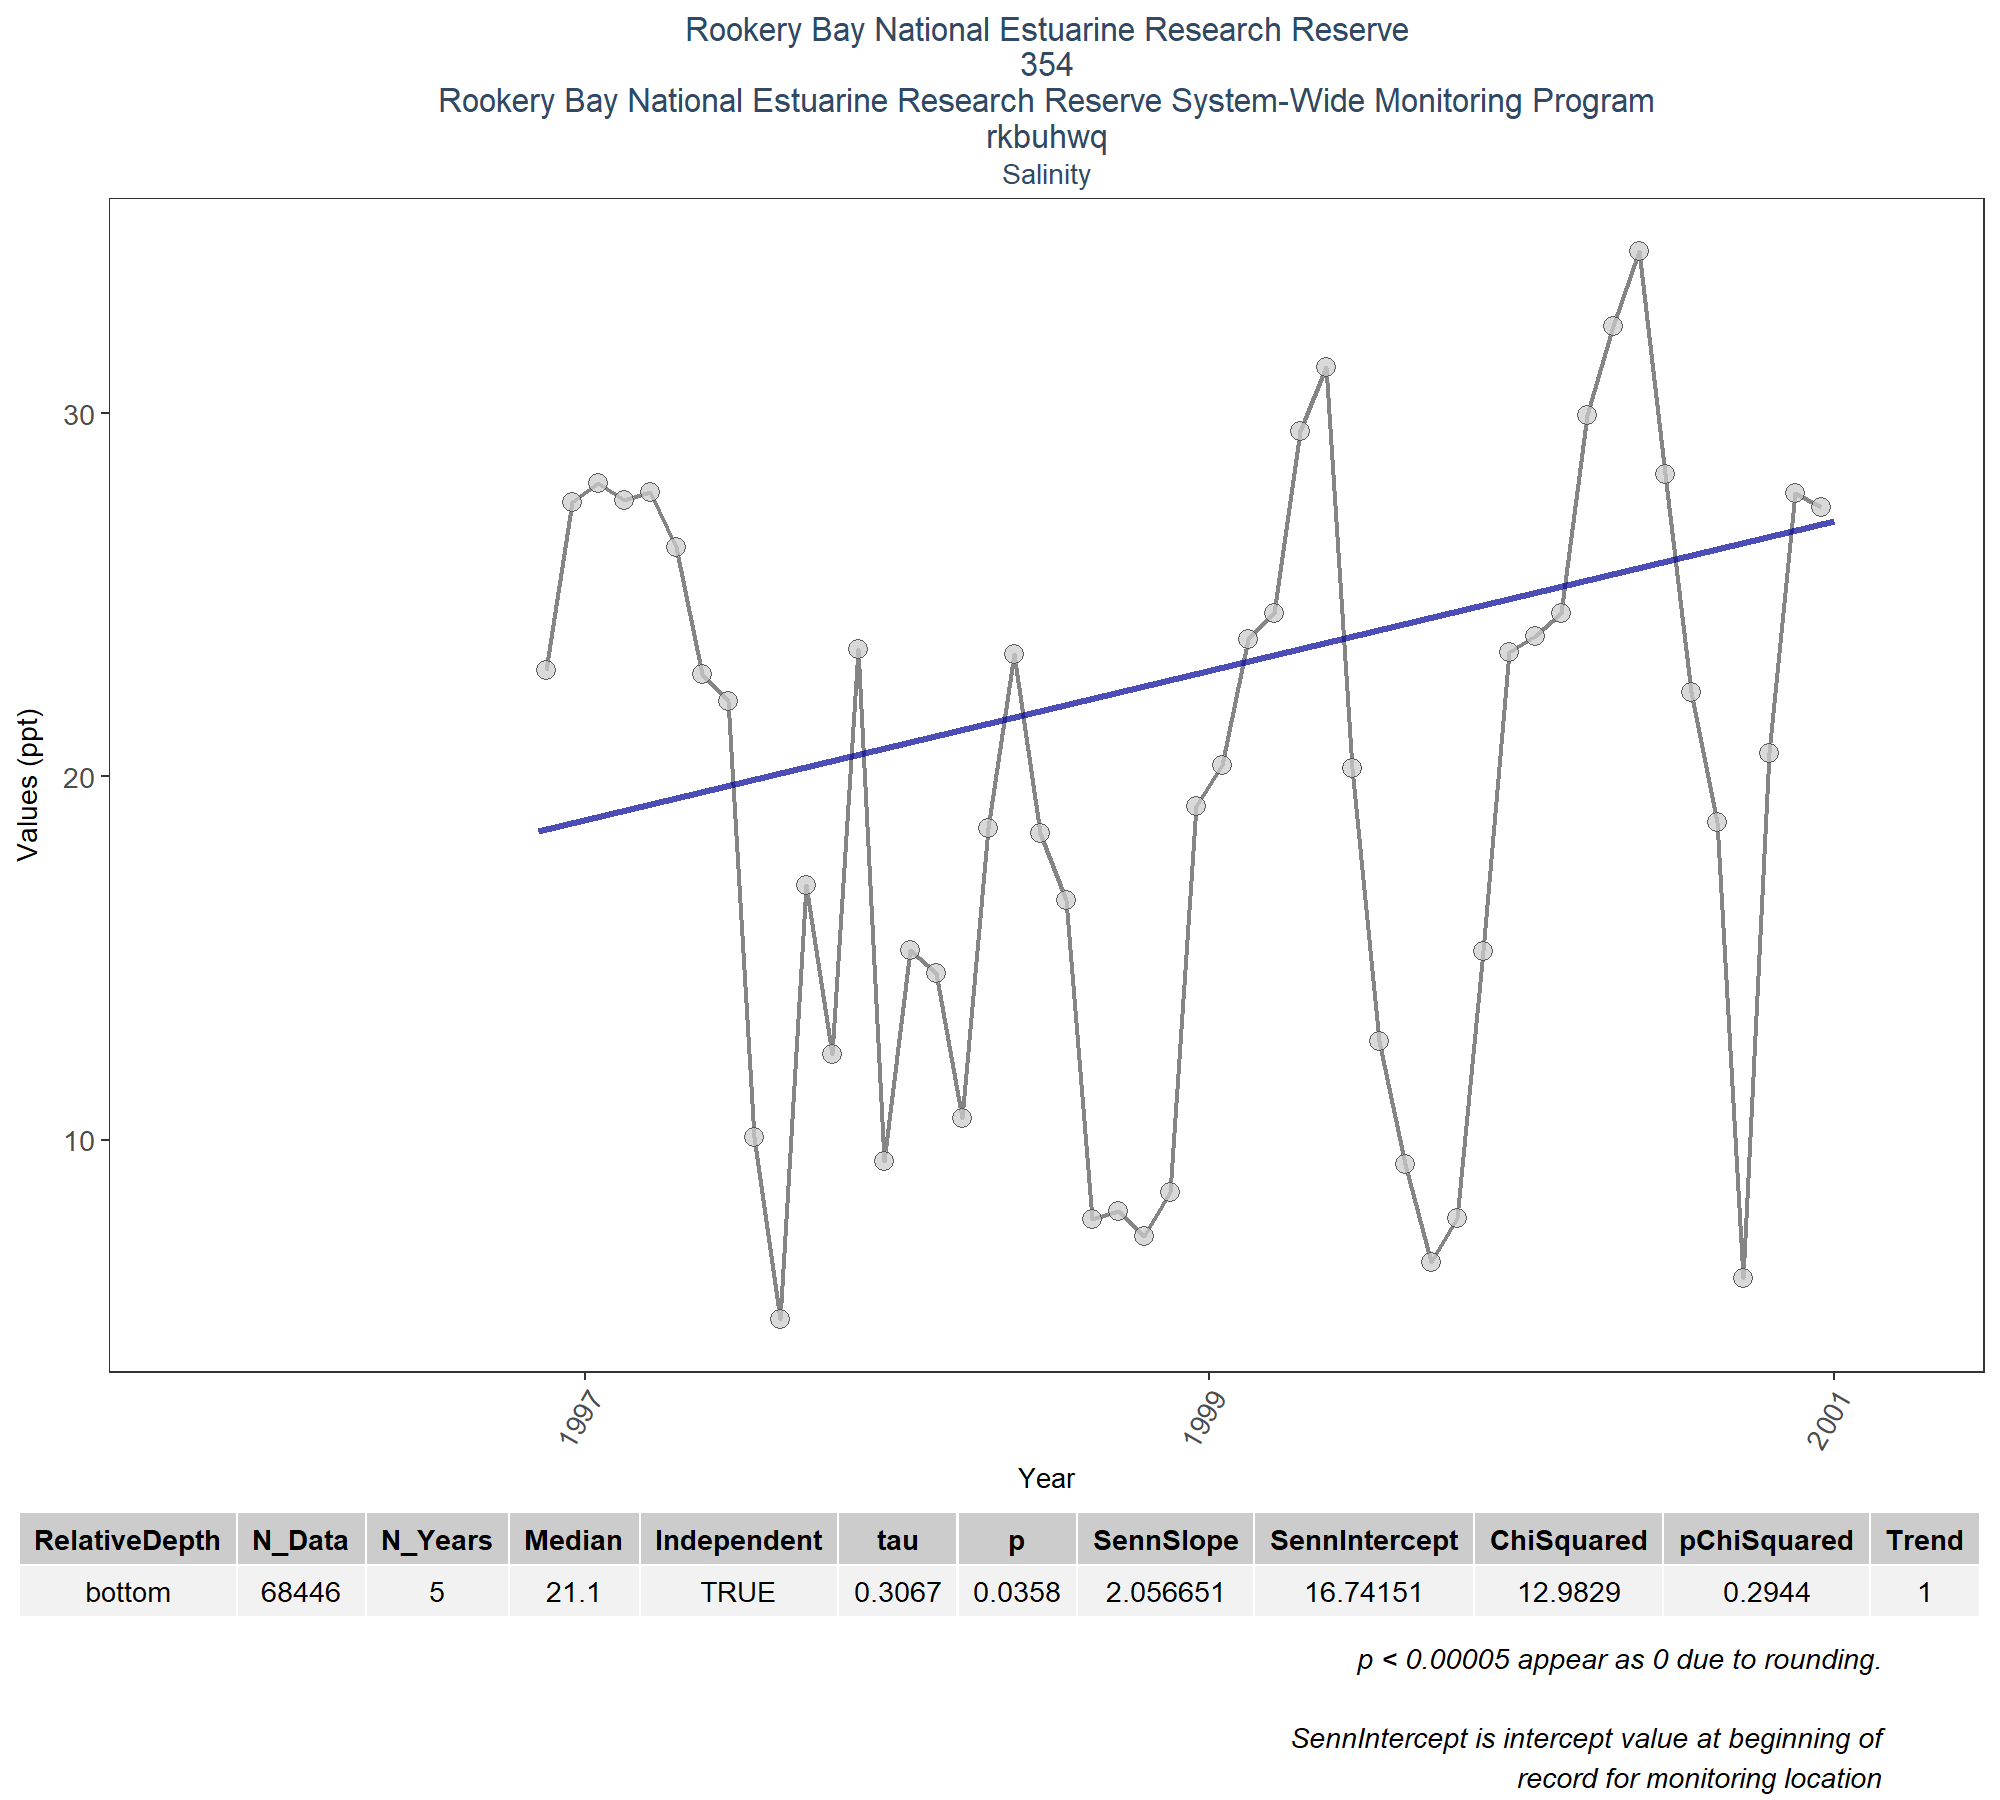 Rookery Bay National Estuarine Research Reserve
354
Rookery Bay National Estuarine Research Reserve System-Wide Monitoring Program
rkbuhwq
Salinity
30
20
10
Values (ppt)
1997
1999
2001
Year
RelativeDepth N_Data N_Years Median Independent tau p SennSlope SennIntercept ChiSquared pChiSquared Trend
bottom 68446 5 21.1 TRUE 0.3067 0.0358 2.056651 16.74151 12.9829 0.2944 1
p < 0.00005 appear as 0 due to rounding.
SennIntercept is intercept value at beginning of
record for monitoring location